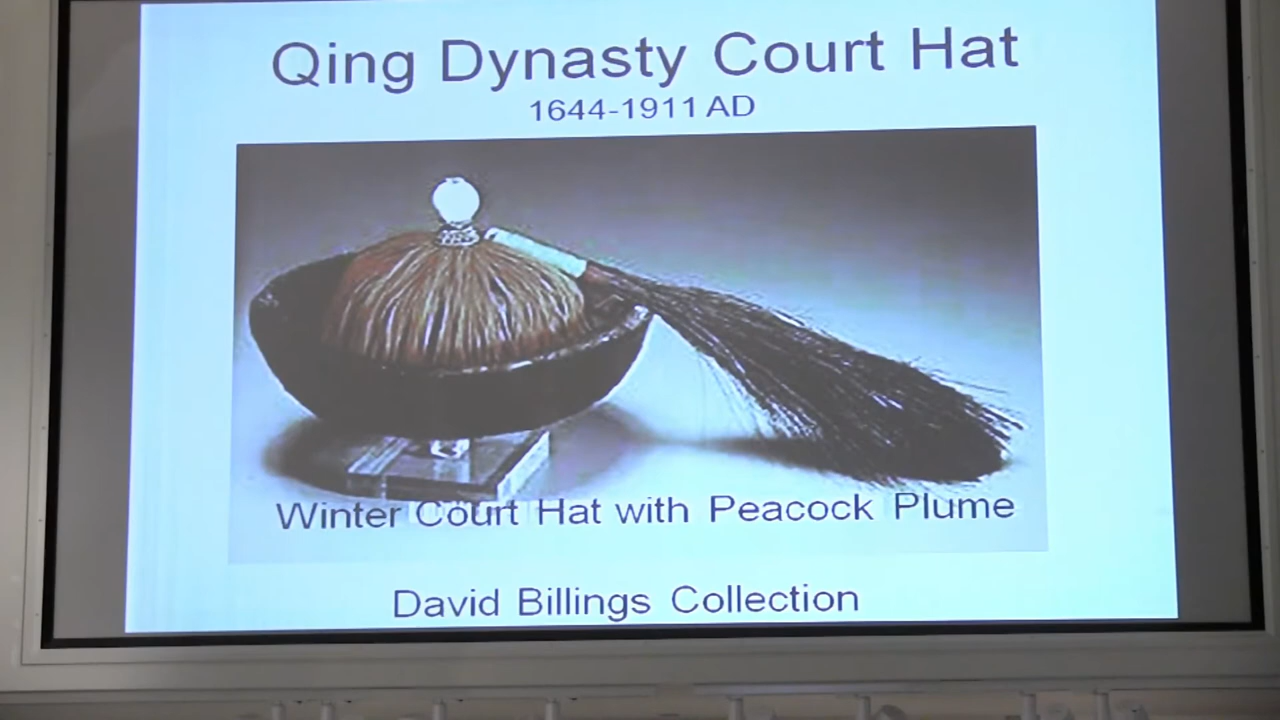 Qing Dynasty Court Hat
1644-1911 AD
Winter Court Hat with Peacock Plume
David Billings Collection